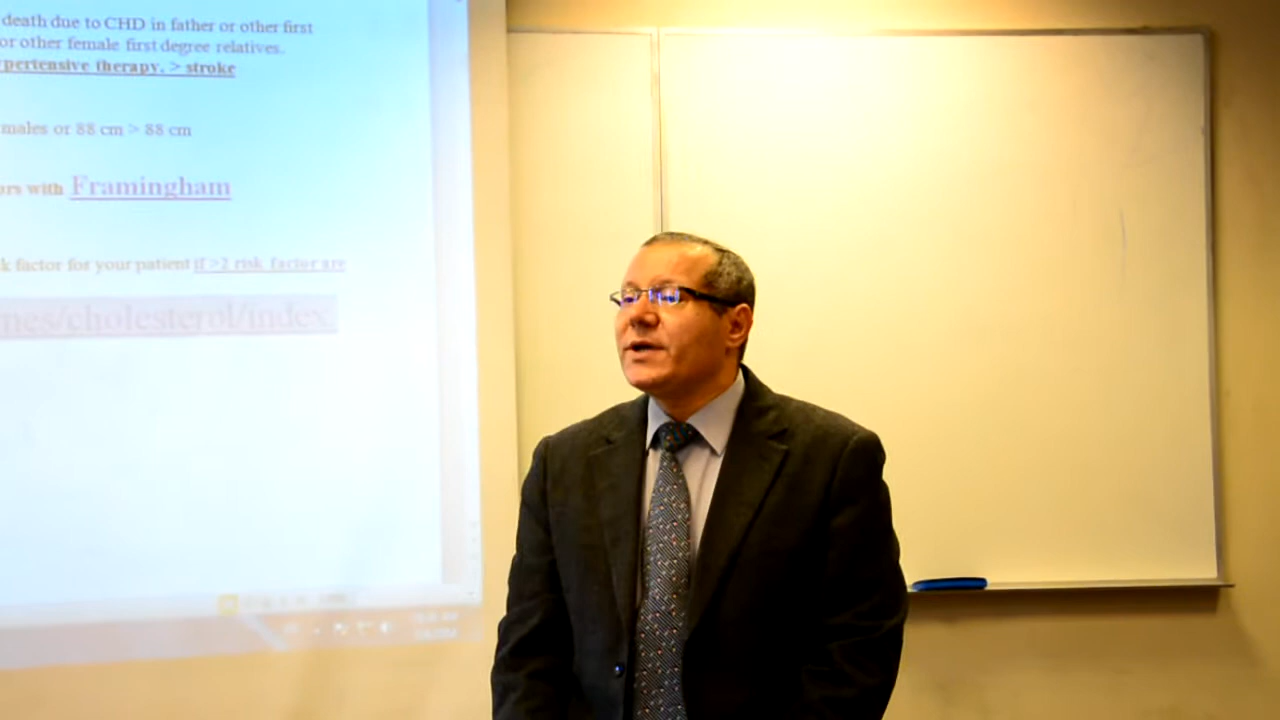 death due to CHD in father or other first
or other female first degree relatives.
pertensive therapy. > stroke
males or 88 cm > 88 cm
ors with Framingham
k factor for your patient if >2 risk factor are
nes/cholesterol/index